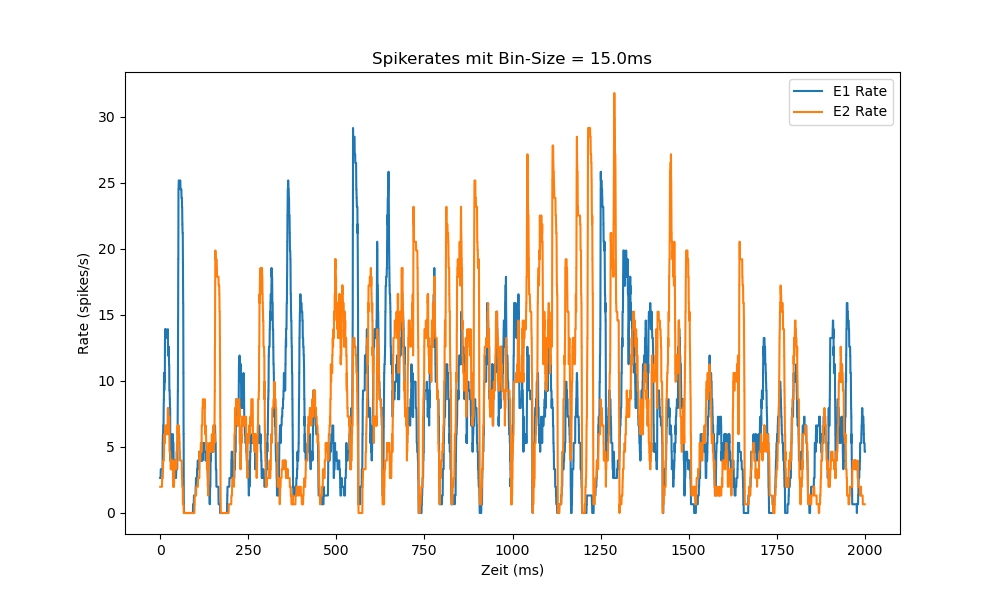 Spikerates mit Bin-Size = 15.0ms
E1 Rate
E2 Rate
Rate (spikes/s)
30
25
20
15
10
5
0
0 250 500 750 1000 1250 1500 1750 2000
Zeit (ms)